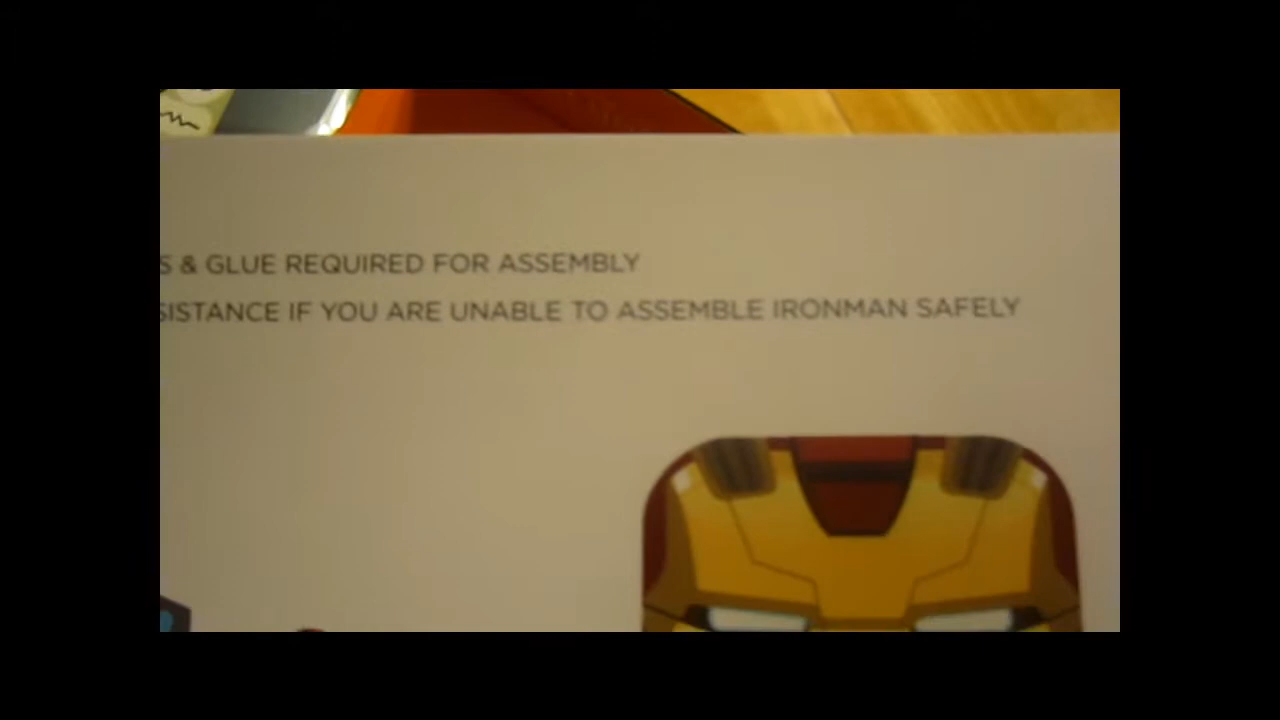 S & GLUE REQUIRED FOR ASSEMBLY
SISTANCE IF YOU ARE UNABLE TO ASSEMBLE IRONMAN SAFELY